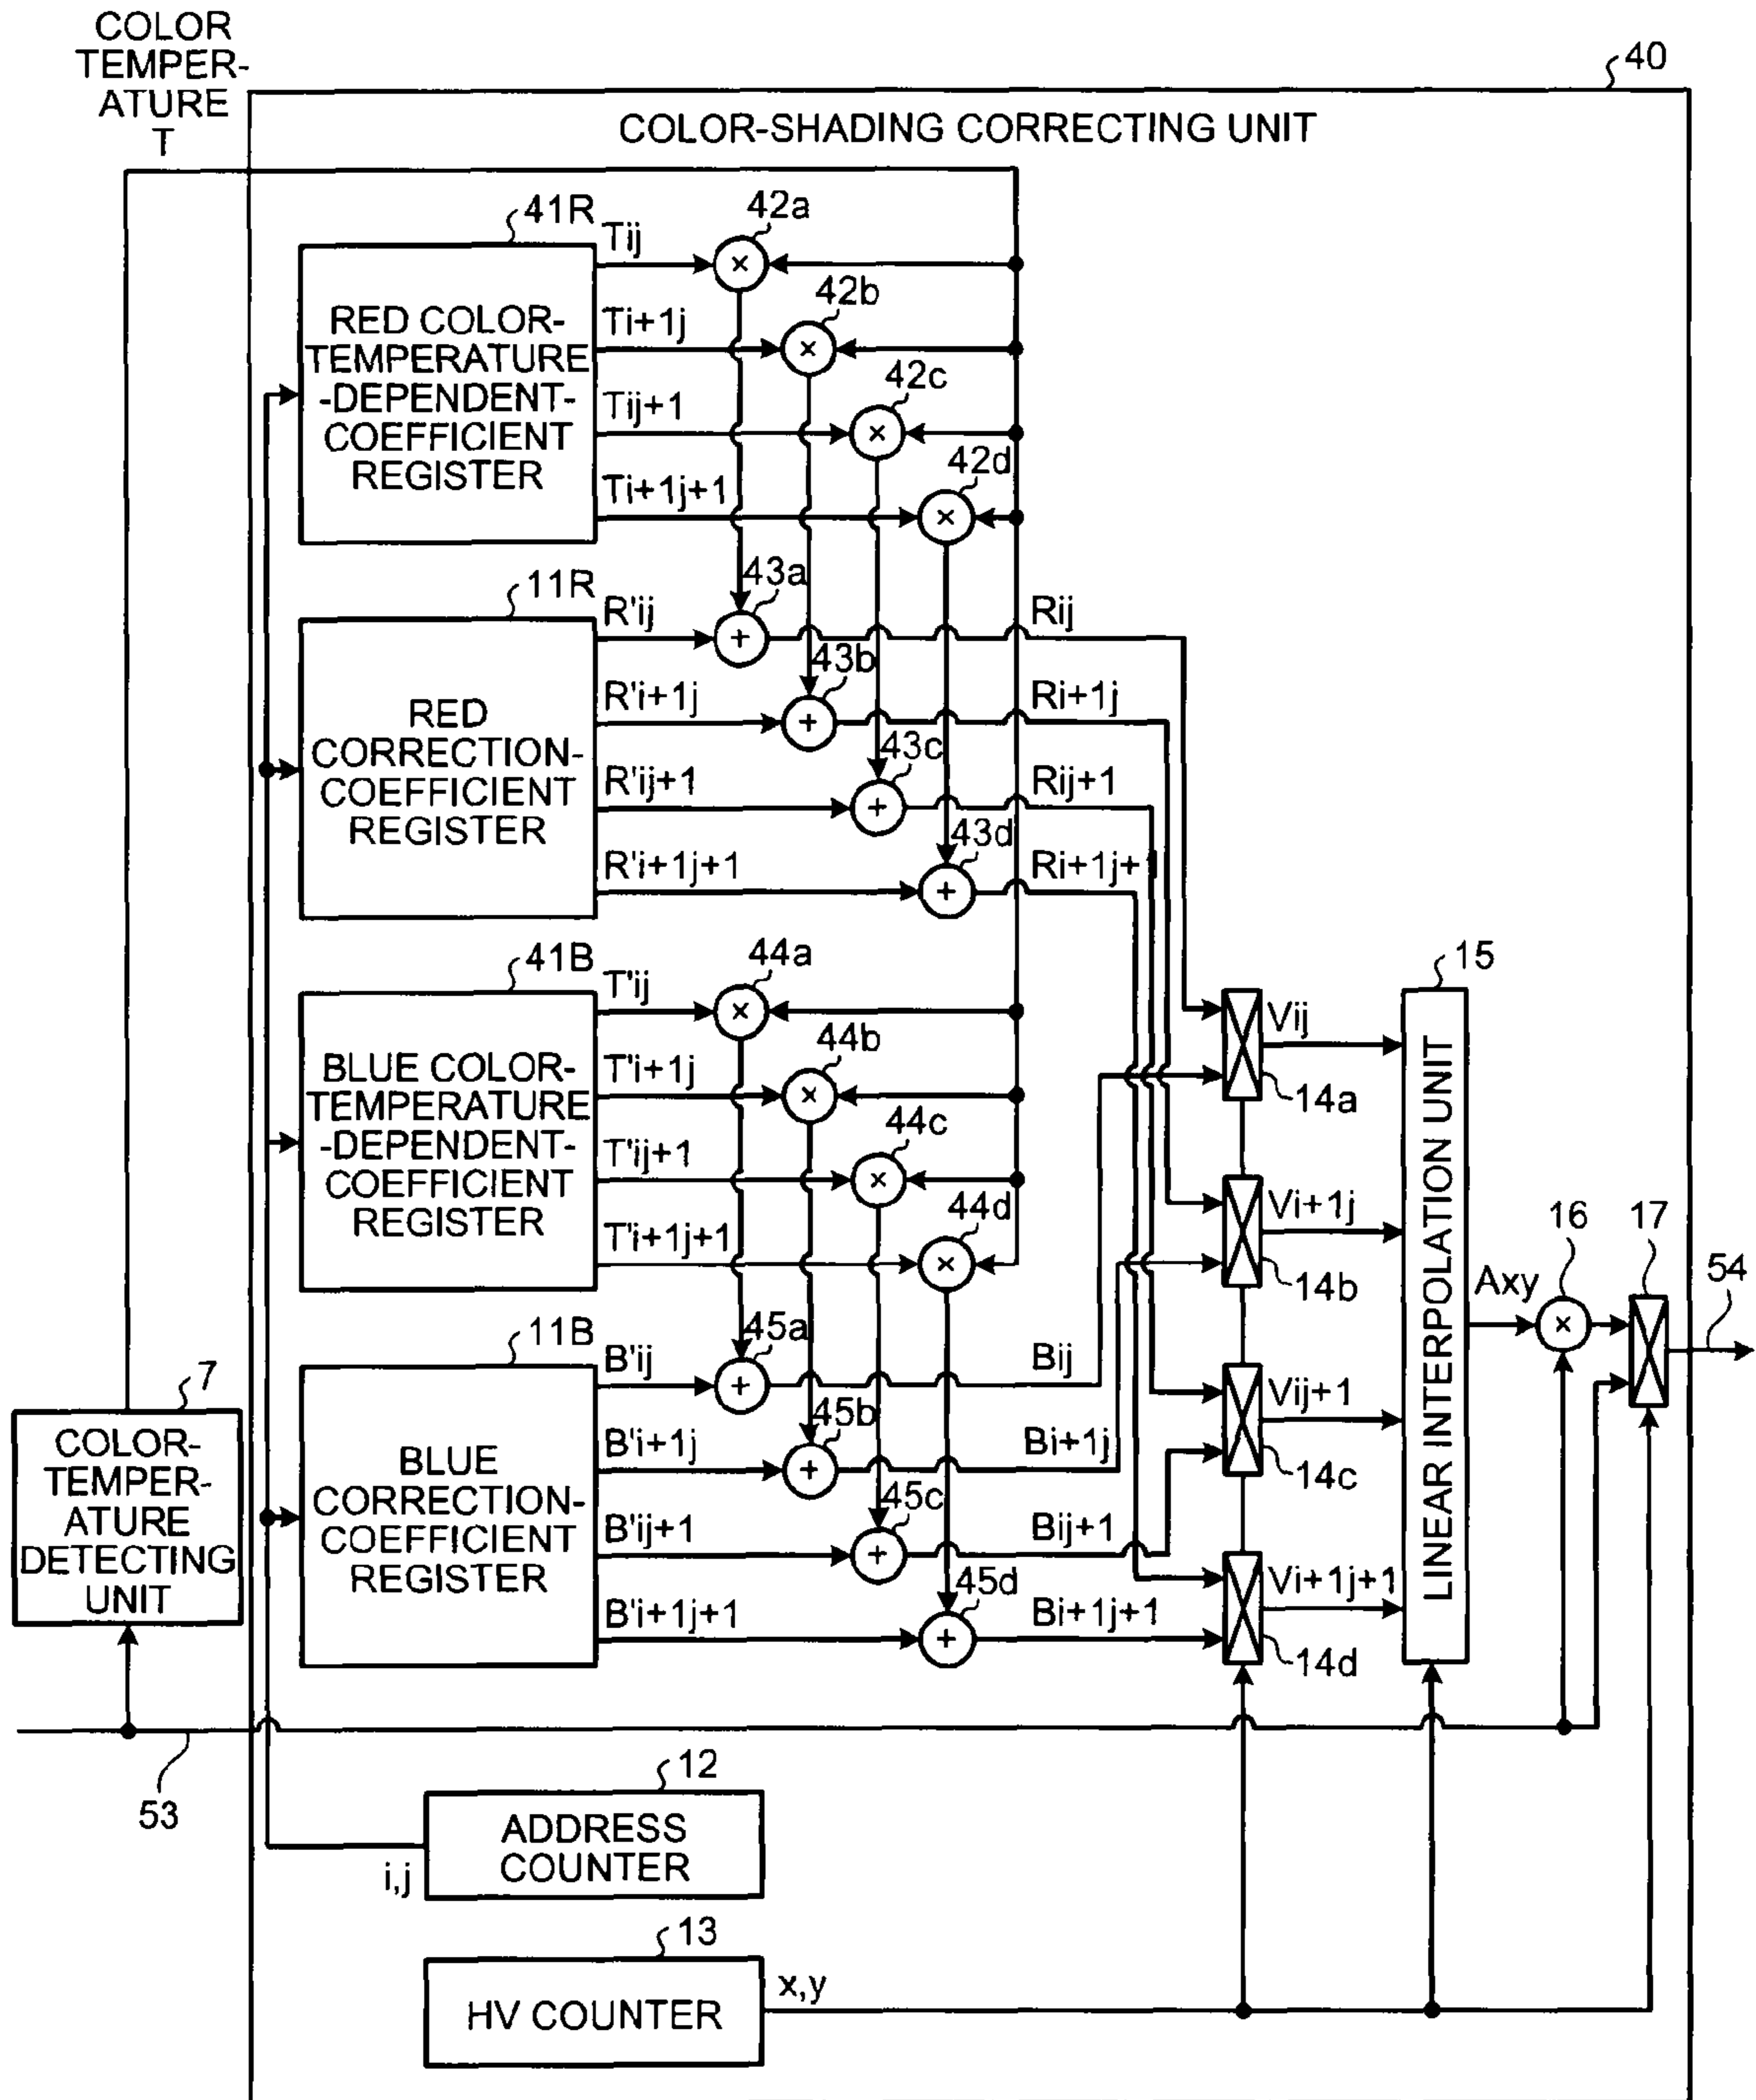 COLOR
TEMPER-
ATURE
T
40
COLOR-SHADING CORRECTING UNIT
41R
RED COLOR-
TEMPERATURE
-DEPENDENT-
COEFFICIENT
REGISTER
Tij
Ti+1j
Tij+1
Ti+1j+1
42a
×
42b
×
42c
×
42d
×
11R
RED
CORRECTION-
COEFFICIENT
REGISTER
R'ij
R'i+1j
R'ij+1
R'i+1j+1
43a
+
43b
+
43c
+
43d
+
Rij
Ri+1j
Rij+1
Ri+1j+1
41B
BLUE COLOR-
TEMPERATURE
-DEPENDENT-
COEFFICIENT
REGISTER
T'ij
T'i+1j
T'ij+1
T'i+1j+1
44a
×
44b
×
44c
×
44d
×
11B
BLUE
CORRECTION-
COEFFICIENT
REGISTER
B'ij
B'i+1j
B'ij+1
B'i+1j+1
45a
+
45b
+
45c
+
45d
+
Bij
Bi+1j
Bij+1
Bi+1j+1
14a
14b
14c
14d
Vij
Vi+1j
Vij+1
Vi+1j+1
15
LINEAR INTERPOLATION UNIT
Axy
16
×
17
54
7
COLOR-
TEMPER-
ATURE
DETECTING
UNIT
53
12
ADDRESS
COUNTER
i,j
13
HV COUNTER
x,y